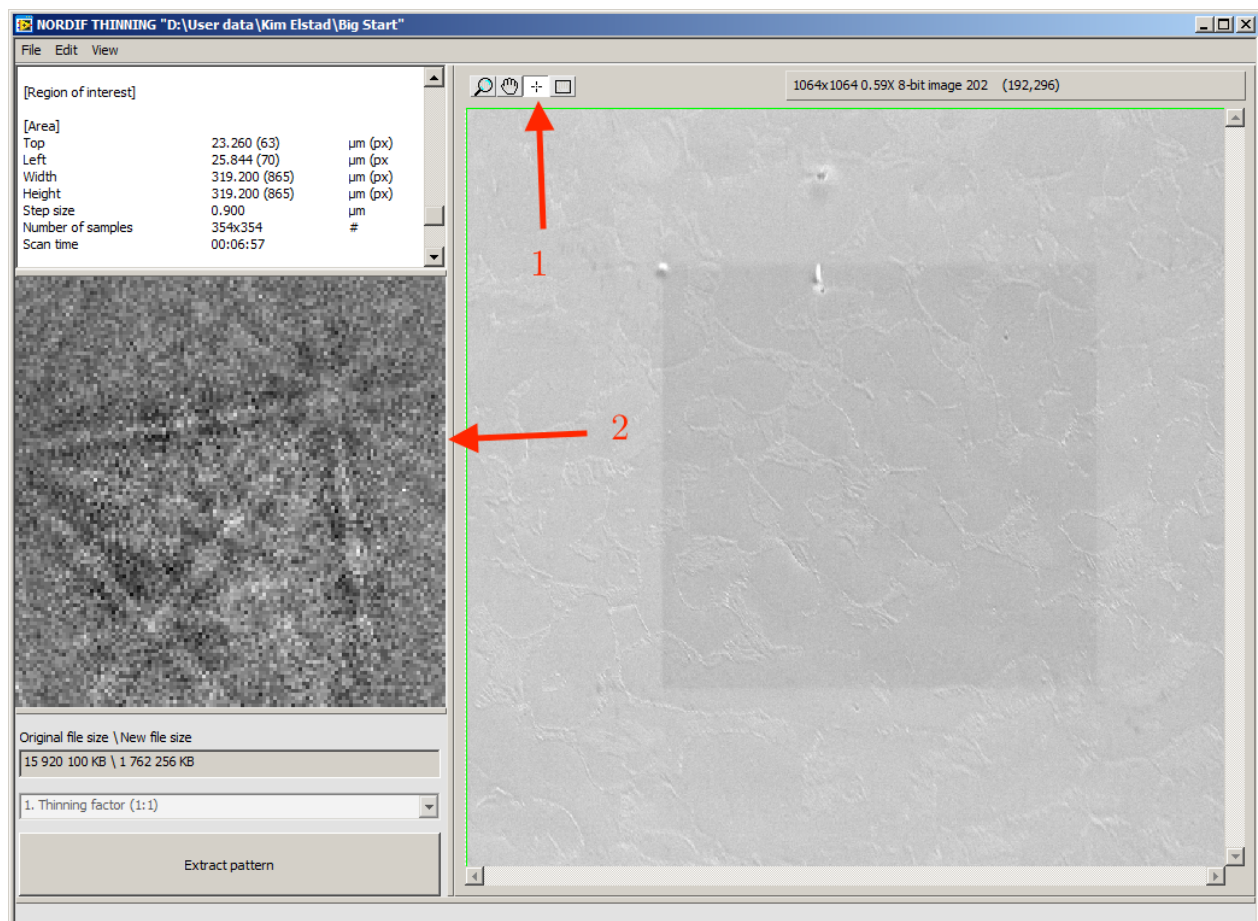 NORDIF THINNING "D:\User data\Kim Elstad\Big Start"
File Edit View
[Region of interest]
[Area]
Top 23.260 (63) µm (px)
Left 25.844 (70) µm (px
Width 319.200 (865) µm (px)
Height 319.200 (865) µm (px)
Step size 0.900 µm
Number of samples 354x354 #
Scan time 00:06:57
1064x1064 0.59X 8-bit image 202 (192,296)
1
2
Original file size \ New file size
15 920 100 KB \ 1 762 256 KB
1. Thinning factor (1:1)
Extract pattern